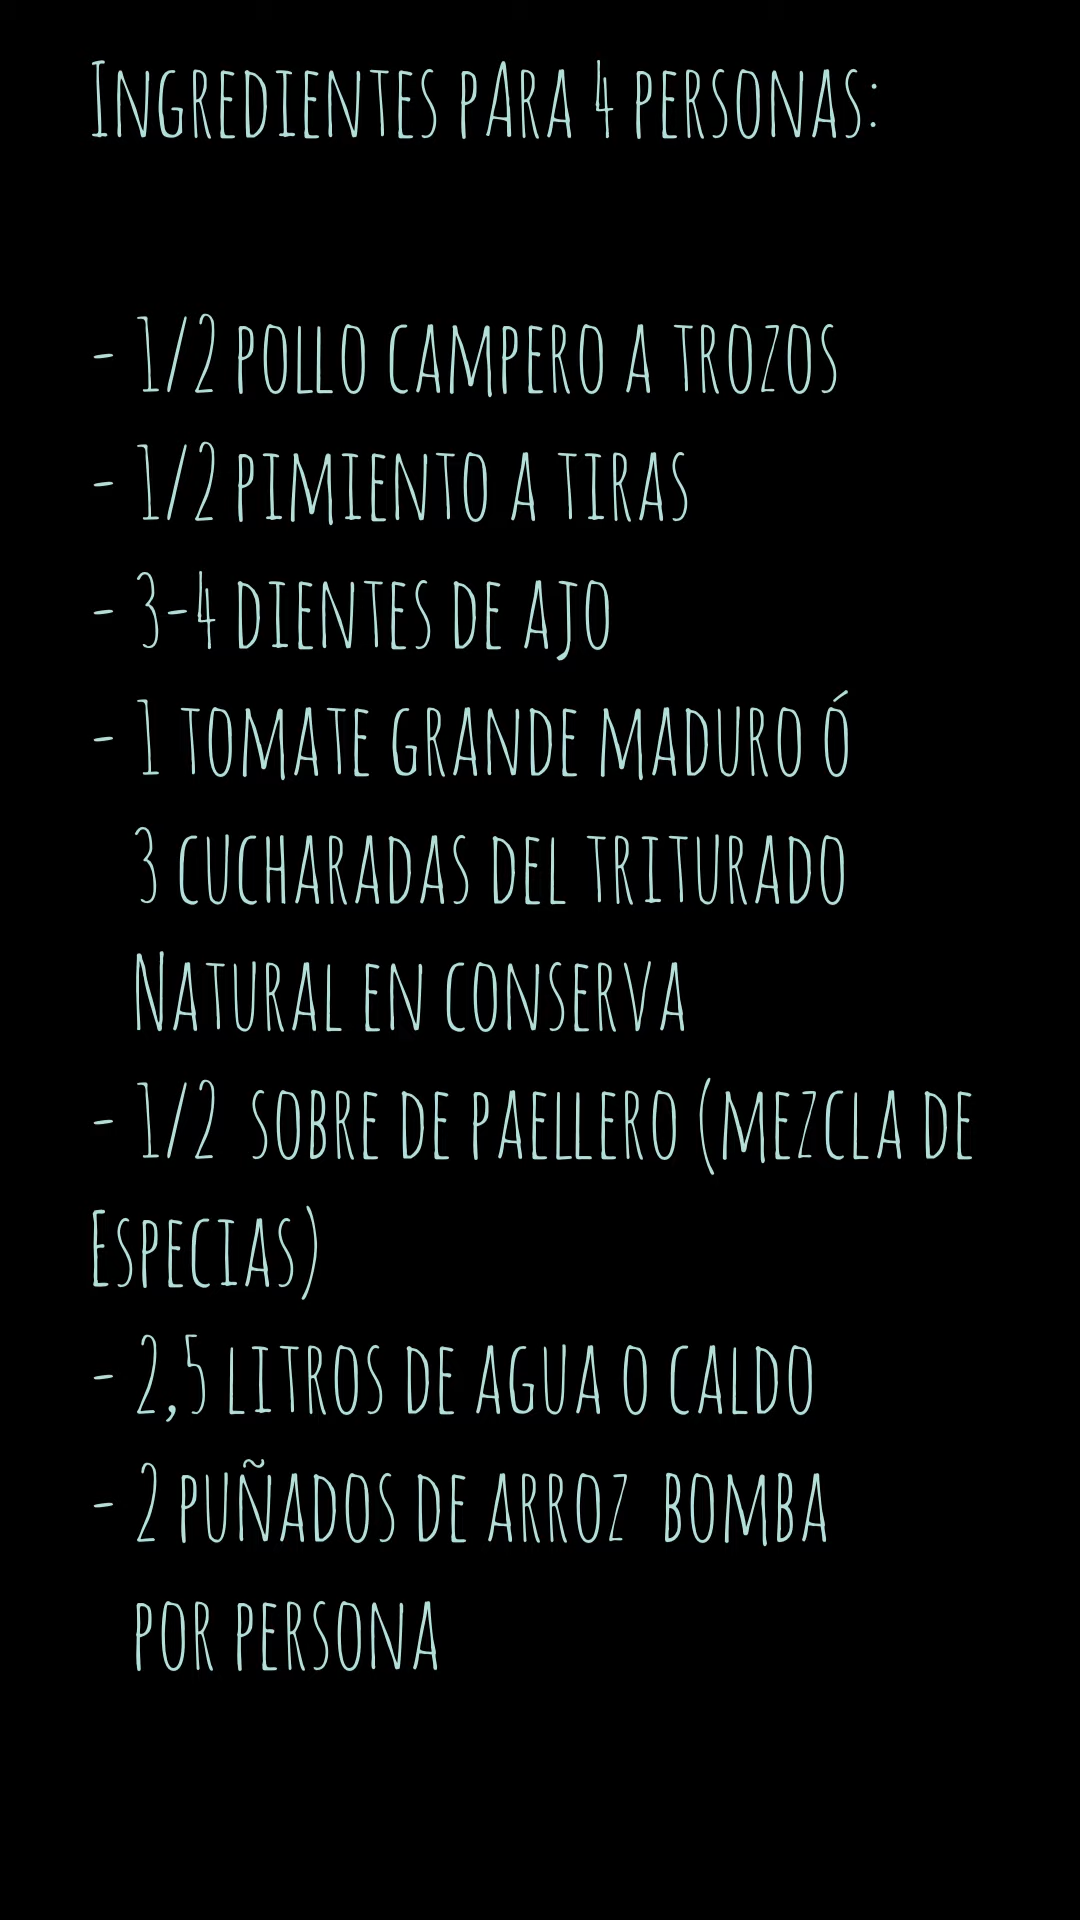 Ingredientes para 4 personas:
- 1/2 pollo campero a trozos
- 1/2 pimiento a tiras
- 3-4 dientes de ajo
- 1 tomate grande maduro ó
3 cucharadas del triturado
Natural en conserva
- 1/2 sobre de paellero (mezcla de
Especias)
- 2,5 litros de agua o caldo
- 2 puñados de arroz bomba
por persona